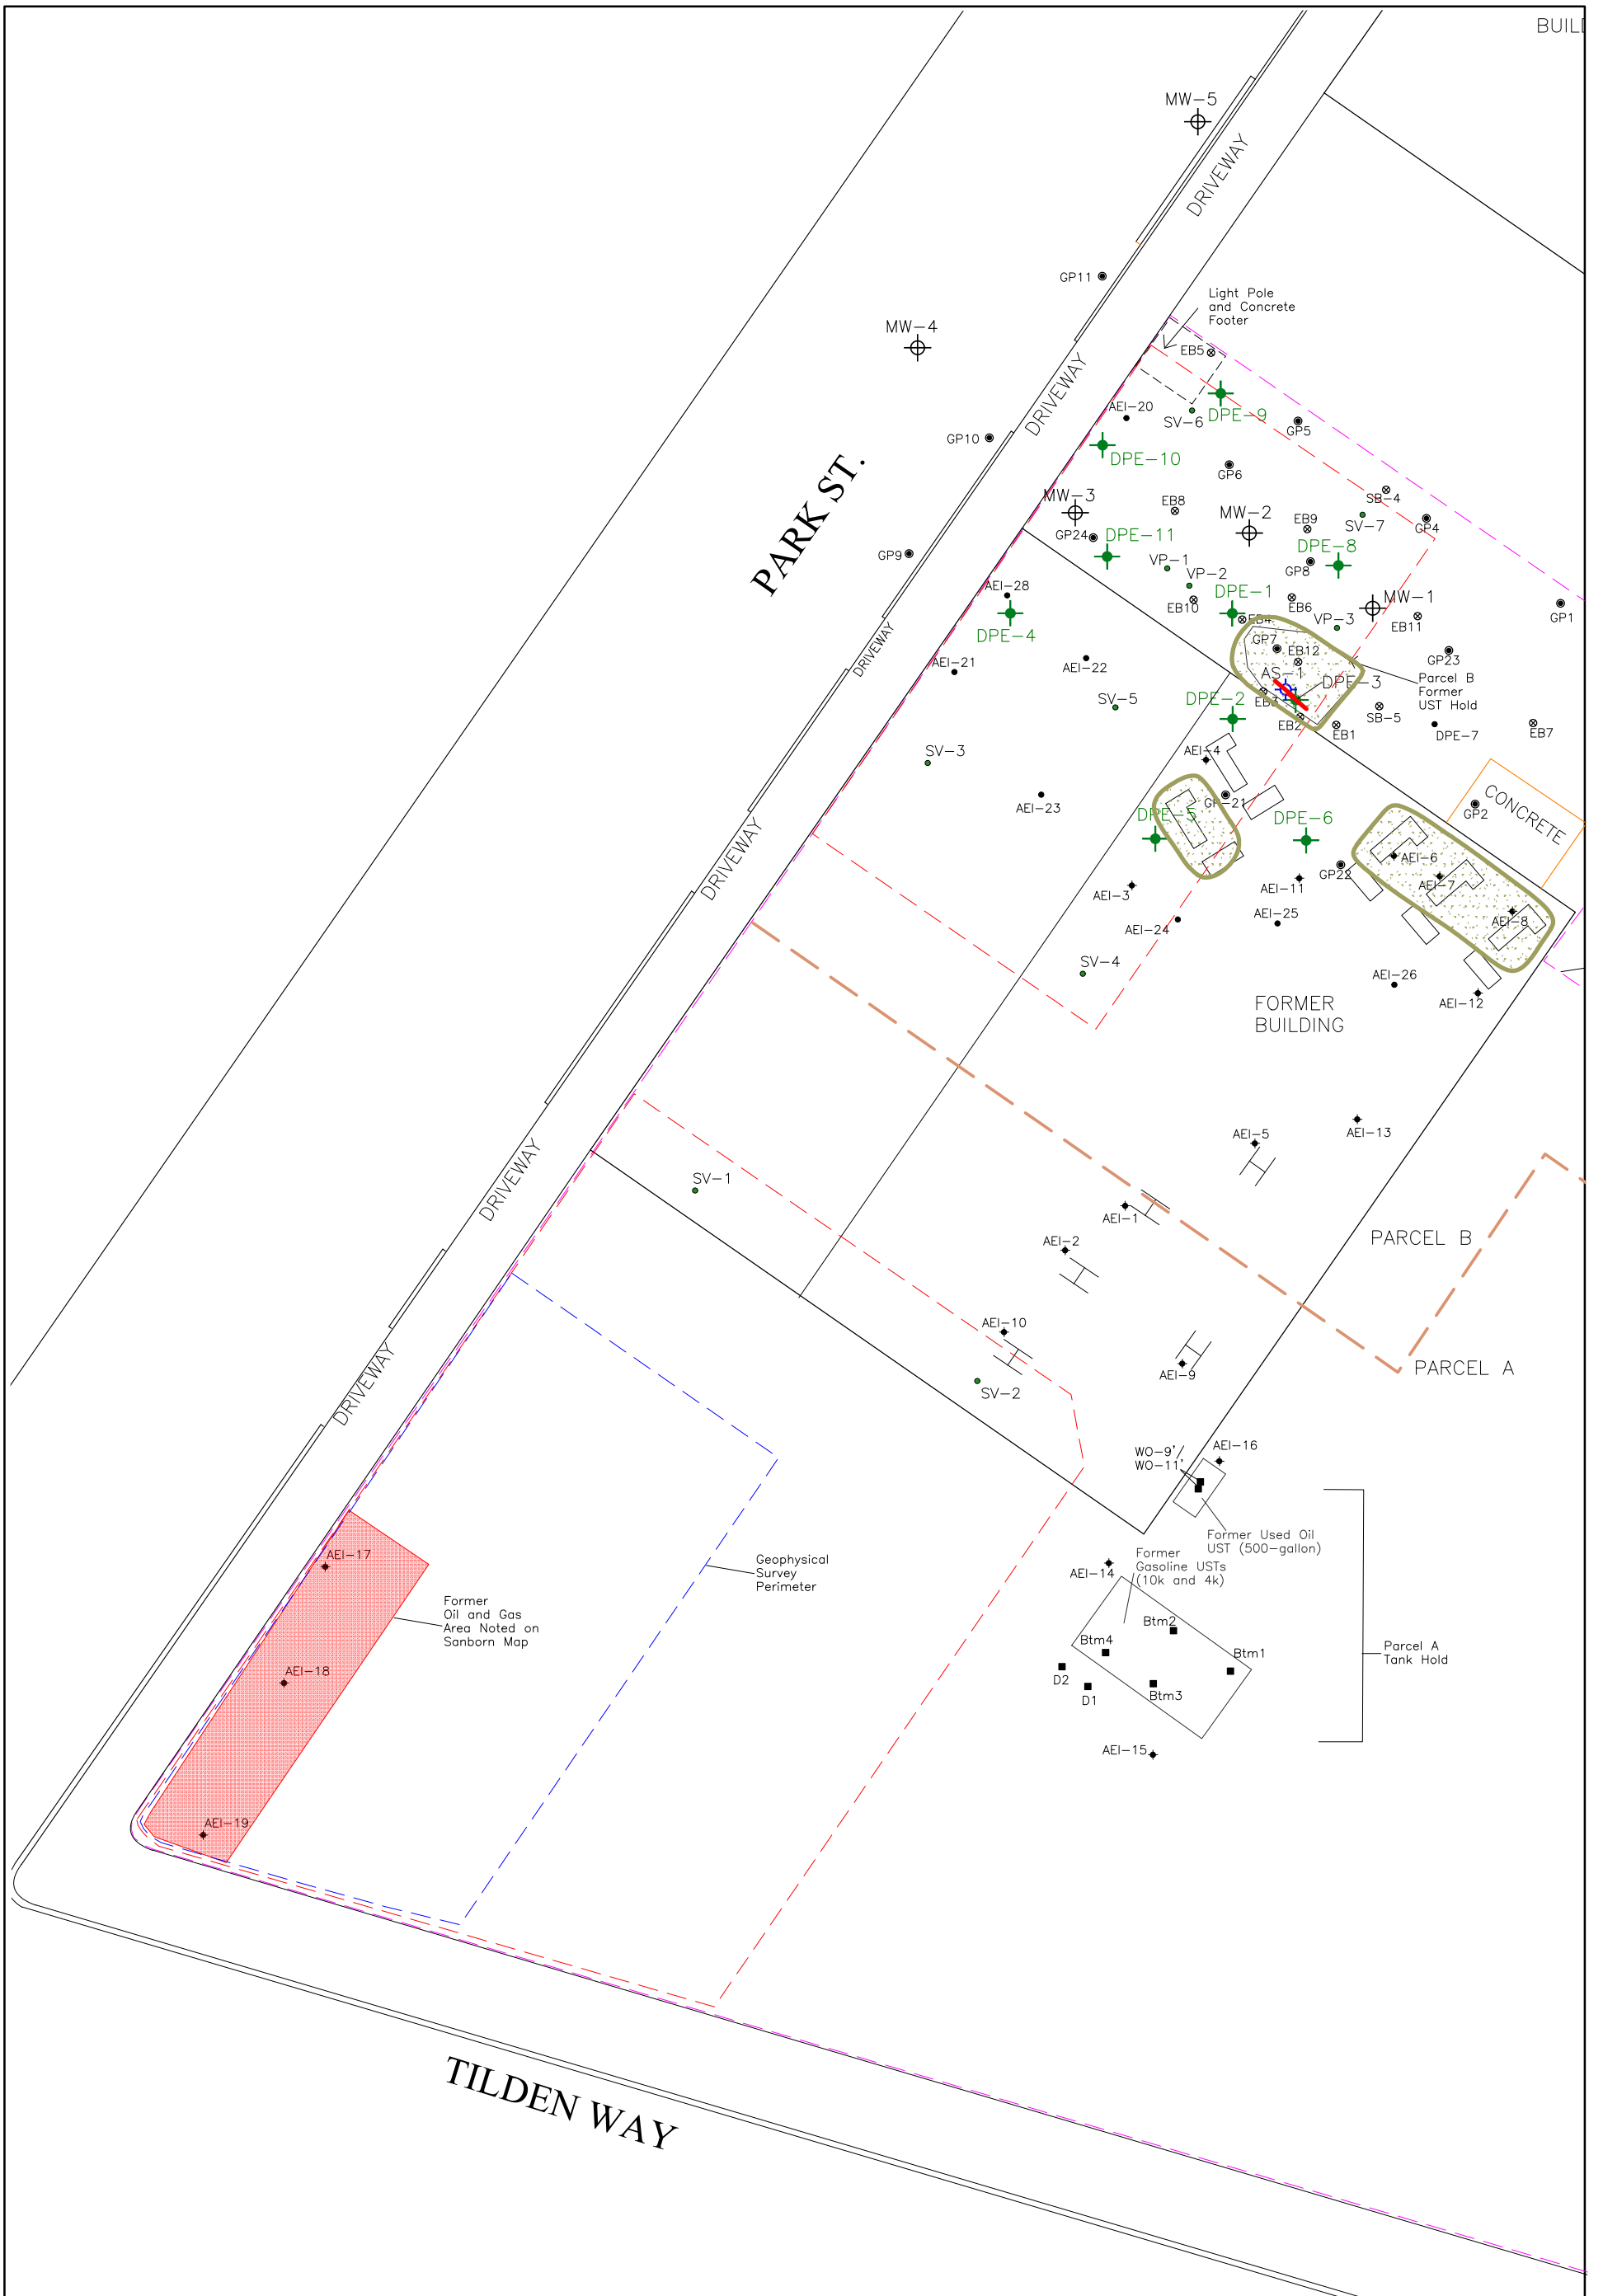 BUILD
MW-5
DRIVEWAY
GP11
Light Pole
and Concrete
Footer
MW-4
EB5
DRIVEWAY
AEI-20
SV-6
DPE-9
GP5
GP10
DPE-10
GP6
PARK ST.
MW-3
EB8
SB-4
MW-2
EB9
SV-7
GP4
GP24
DPE-11
DPE-8
GP9
VP-1
GP8
VP-2
AEI-28
EB10
DPE-1
EB6
MW-1
EB11
GP1
DPE-4
EB4
VP-3
DRIVEWAY
GP7
EB12
GP23
AEI-21
AEI-22
AS-1
DPE-3
Parcel B
Former
UST Hold
SV-5
DPE-2
EB3
EB2
EB1
SB-5
DPE-7
EB7
SV-3
AEI-4
AEI-23
GP-21
CONCRETE
GP2
DPE-5
DPE-6
DRIVEWAY
AEI-6
GP22
AEI-7
AEI-3
AEI-11
AEI-24
AEI-25
AEI-8
SV-4
AEI-26
AEI-12
FORMER
BUILDING
AEI-5
AEI-13
DRIVEWAY
SV-1
AEI-1
AEI-2
PARCEL B
AEI-10
PARCEL A
AEI-9
SV-2
DRIVEWAY
WO-9'/
WO-11'
AEI-16
Former Used Oil
UST (500-gallon)
AEI-17
Geophysical
Survey
Perimeter
AEI-14
Former
Gasoline USTs
(10k and 4k)
Former
Oil and Gas
Area Noted on
Sanborn Map
Btm2
Btm4
Btm1
Parcel A
Tank Hold
AEI-18
D2
D1
Btm3
AEI-15
AEI-19
TILDEN WAY